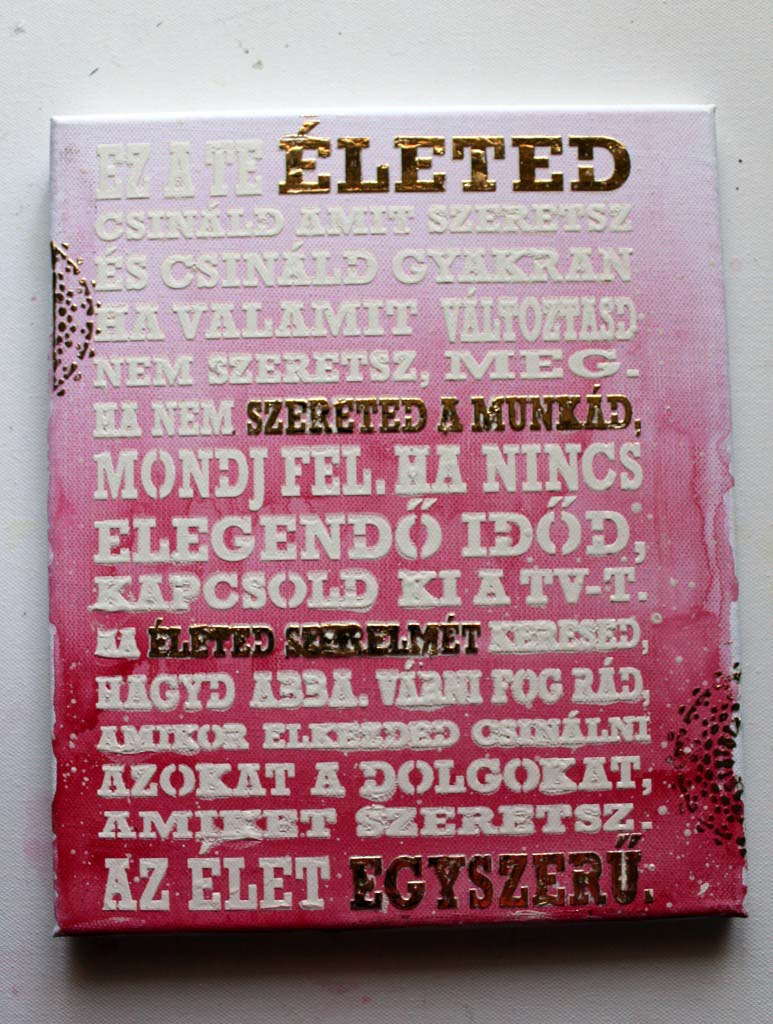 EZ A TE ÉLETED
CSINÁLD AMIT SZERETSZ
ÉS CSINÁLD GYAKRAN
HA VALAMIT VÁLTOZTASD
NEM SZERETSZ, MEG.
HA NEM SZERETED A MUNKÁD,
MONDJ FEL. HA NINCS
ELEGENDŐ IDŐD,
KAPCSOLD KI A TV-T.
HA ÉLETED SZERELMÉT KERESED,
HAGYD ABBA. VÁRNI FOG RÁD,
AMIKOR ELKEZDED CSINÁLNI
AZOKAT A DOLGOKAT,
AMIKET SZERETSZ.
AZ ÉLET EGYSZERŰ.